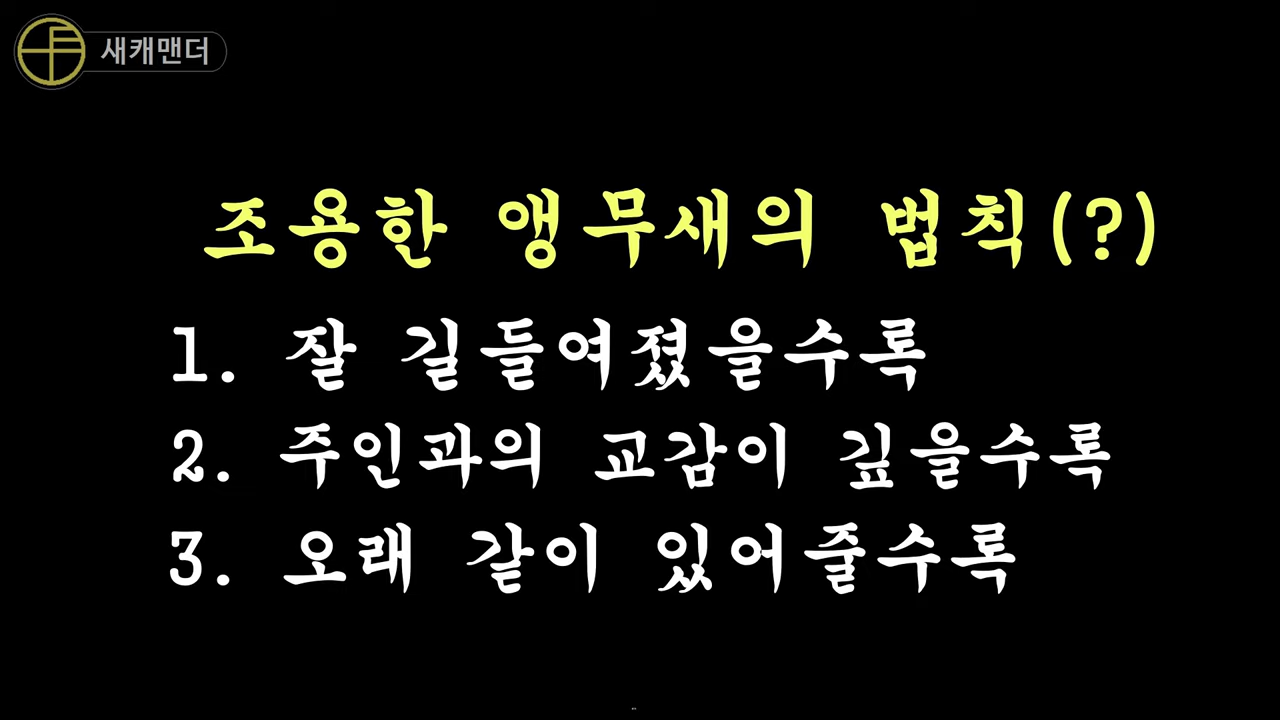 새캐맨더
조용한 앵무새의 법칙(?)
1. 잘 길들여졌을수록
2. 주인과의 교감이 깊을수록
3. 오래 같이 있어줄수록